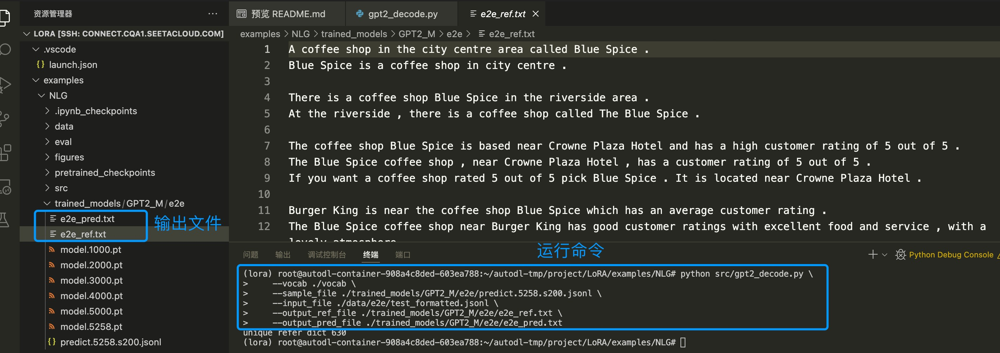 资源管理器
···
LORA [SSH: CONNECT.CQA1.SEETACLOUD.COM]
.vscode
{} launch.json
examples
NLG
.ipynb_checkpoints
data
eval
figures
pretrained_checkpoints
src
trained_models/GPT2_M/e2e
e2e_pred.txt
e2e_ref.txt
输出文件
model.1000.pt
model.2000.pt
model.3000.pt
model.4000.pt
model.5000.pt
model.5258.pt
{} predict.5258.s200.jsonl
预览 README.md
gpt2_decode.py
e2e_ref.txt
examples > NLG > trained_models > GPT2_M > e2e > e2e_ref.txt
1 A coffee shop in the city centre area called Blue Spice .
2 Blue Spice is a coffee shop in city centre .
3
4 There is a coffee shop Blue Spice in the riverside area .
5 At the riverside , there is a coffee shop called The Blue Spice .
6
7 The coffee shop Blue Spice is based near Crowne Plaza Hotel and has a high customer rating of 5 out of 5 .
8 The Blue Spice coffee shop , near Crowne Plaza Hotel , has a customer rating of 5 out of 5 .
9 If you want a coffee shop rated 5 out of 5 pick Blue Spice . It is located near Crowne Plaza Hotel .
10
11 Burger King is near the coffee shop Blue Spice which has an average customer rating .
12 The Blue Spice coffee shop near Burger King has good customer ratings with excellent food and service , with a
lovely atmosphere
运行命令
问题 输出 调试控制台 终端 端口
Python Debug Console
(lora) root@autodl-container-908a4c8ded-603ea788:~/autodl-tmp/project/LoRA/examples/NLG# python src/gpt2_decode.py \
> --vocab ./vocab \
> --sample_file ./trained_models/GPT2_M/e2e/predict.5258.s200.jsonl \
> --input_file ./data/e2e/test_formatted.jsonl \
> --output_ref_file ./trained_models/GPT2_M/e2e/e2e_ref.txt \
> --output_pred_file ./trained_models/GPT2_M/e2e/e2e_pred.txt
unique refer dict 630
(lora) root@autodl-container-908a4c8ded-603ea788:~/autodl-tmp/project/LoRA/examples/NLG#